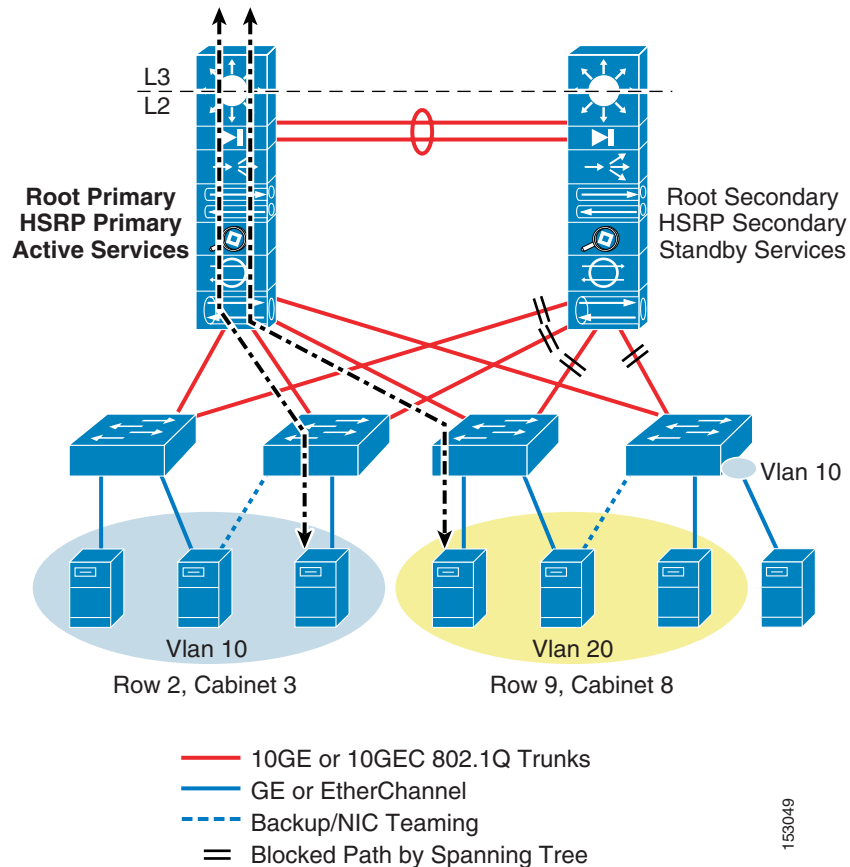 L3
L2
Root Primary
HSRP Primary
Active Services
Root Secondary
HSRP Secondary
Standby Services
Vlan 10
Vlan 10
Vlan 20
Row 2, Cabinet 3
Row 9, Cabinet 8
10GE or 10GEC 802.1Q Trunks
GE or EtherChannel
Backup/NIC Teaming
Blocked Path by Spanning Tree
153049